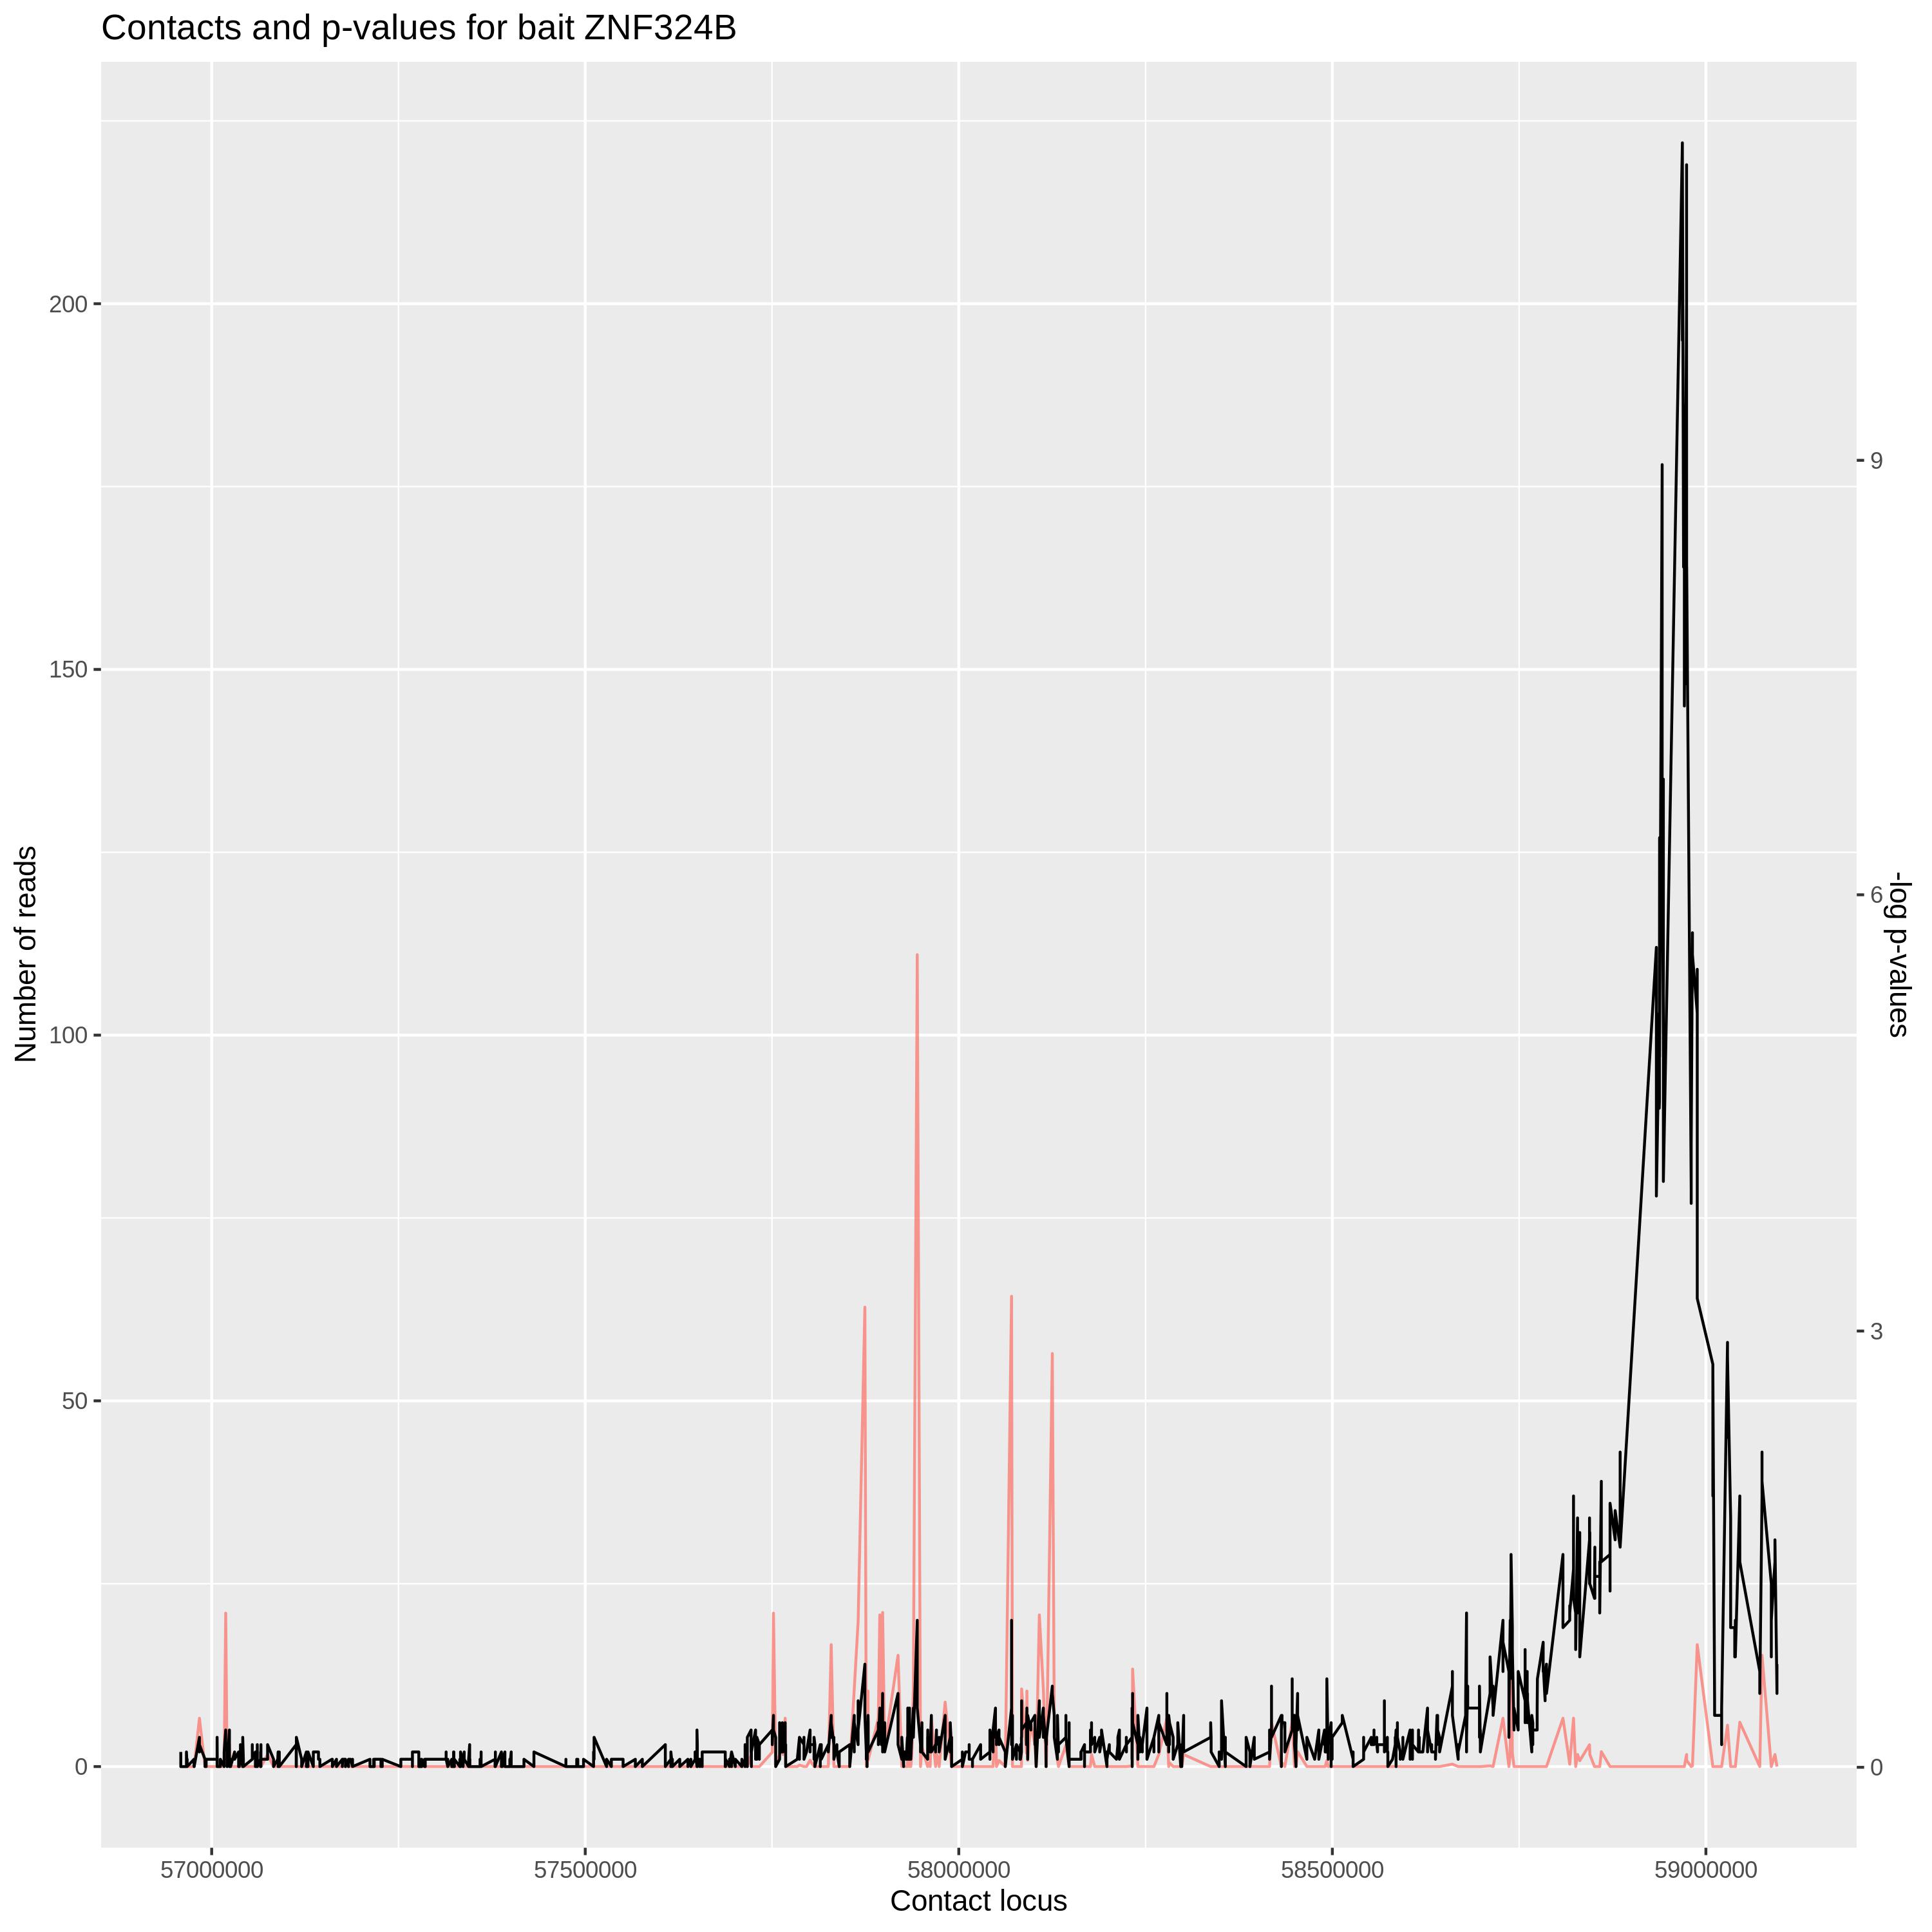 Contacts and p-values for bait ZNF324B
200
150
100
50
0
Number of reads
9
6
3
0
-log p-values
57000000 57500000 58000000 58500000 59000000
Contact locus